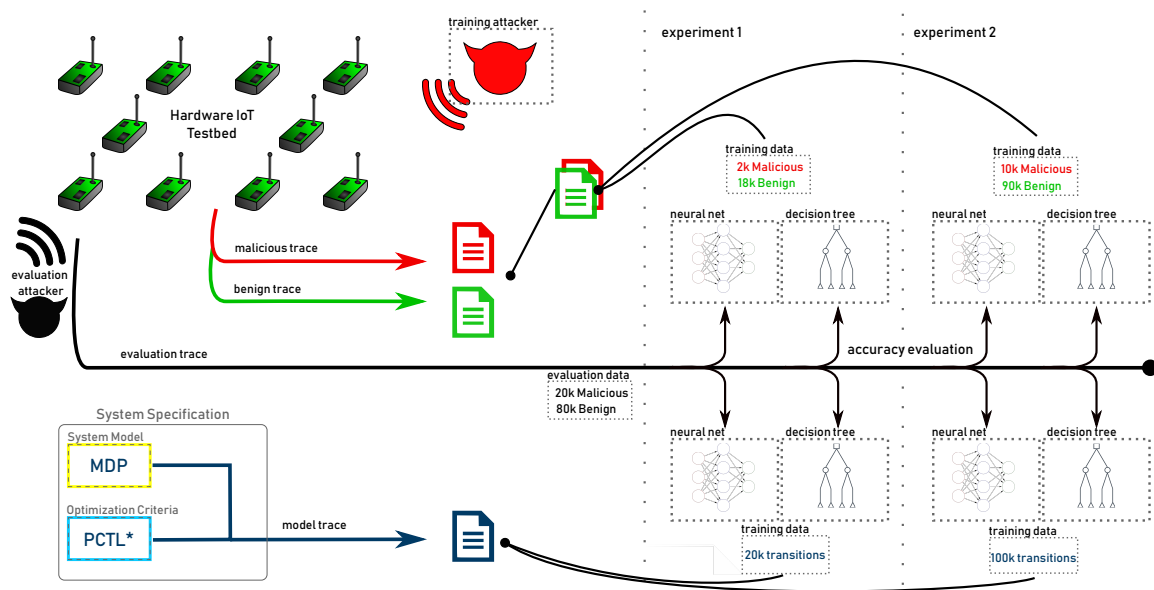 training attacker
experiment 1
experiment 2
Hardware IoT
Testbed
training data
2k Malicious
18k Benign
training data
10k Malicious
90k Benign
neural net
decision tree
neural net
decision tree
malicious trace
evaluation
attacker
benign trace
evaluation trace
accuracy evaluation
evaluation data
20k Malicious
80k Benign
System Specification
System Model
MDP
Optimization Criteria
PCTL*
model trace
neural net
decision tree
neural net
decision tree
training data
20k transitions
training data
100k transitions